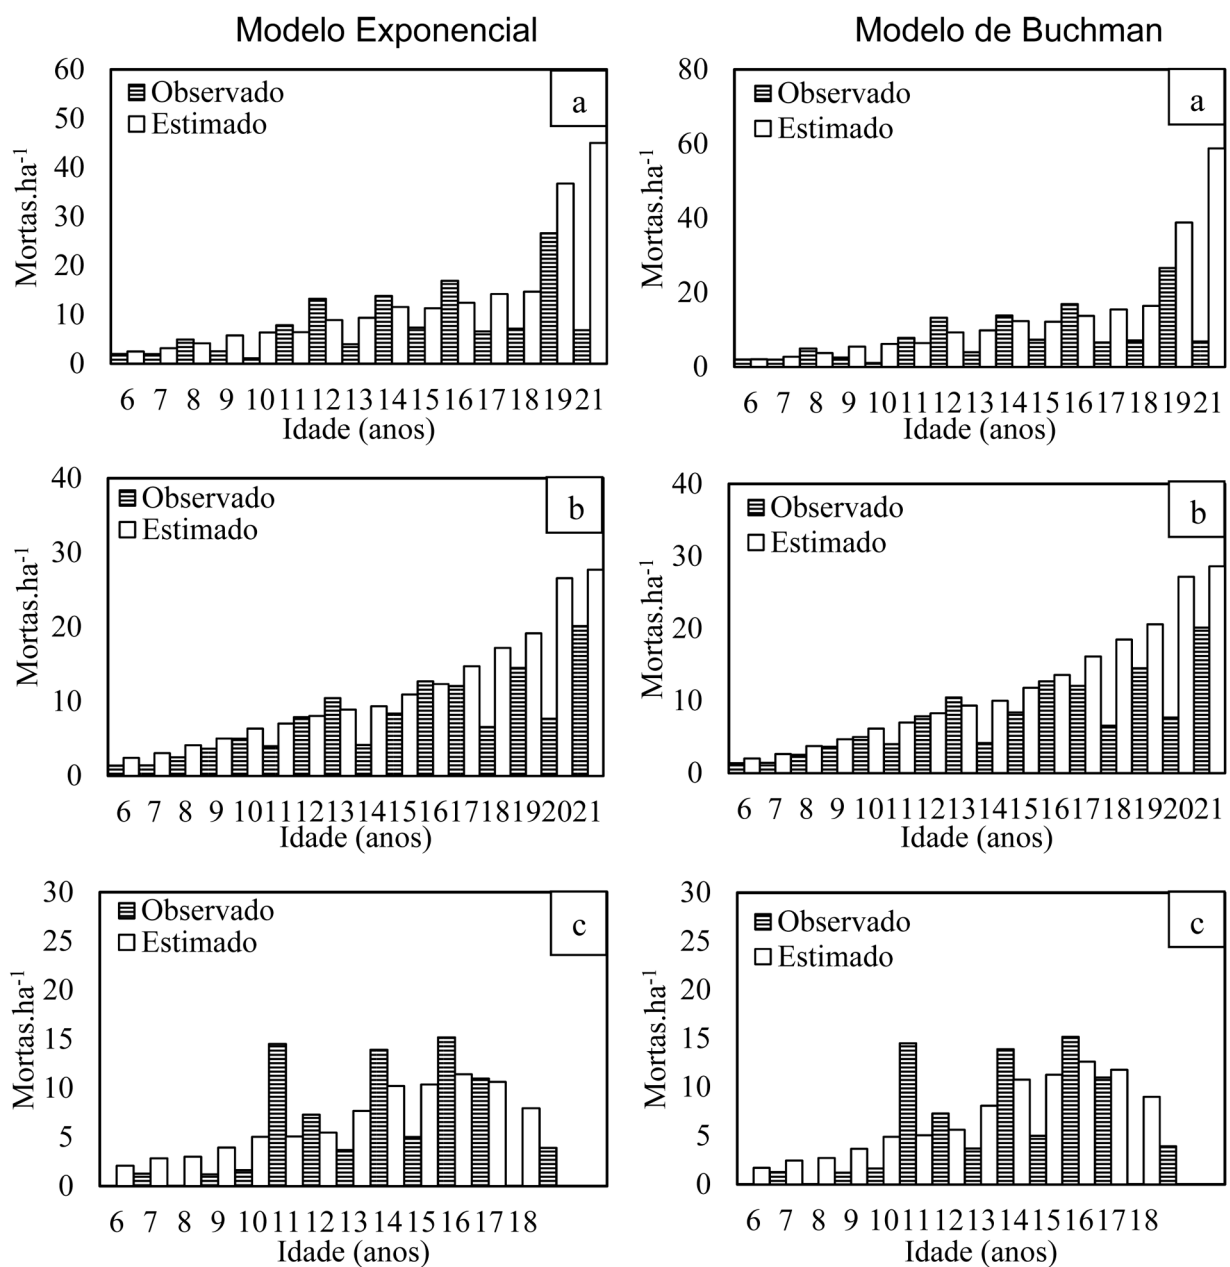 Modelo Exponencial
Modelo de Buchman
60
50
40
30
20
10
0
Mortas.ha⁻¹
Observado
Estimado
a
6 7 8 9 10 11 12 13 14 15 16 17 18 19 21
Idade (anos)
80
60
40
20
0
Mortas.ha⁻¹
Observado
Estimado
a
6 7 8 9 10 11 12 13 14 15 16 17 18 19 21
Idade (anos)
40
30
20
10
0
Mortas.ha⁻¹
Observado
Estimado
b
6 7 8 9 10 11 12 13 14 15 16 17 18 19 20 21
Idade (anos)
40
30
20
10
0
Mortas.ha⁻¹
Observado
Estimado
b
6 7 8 9 10 11 12 13 14 15 16 17 18 19 20 21
Idade (anos)
30
25
20
15
10
5
0
Mortas.ha⁻¹
Observado
Estimado
c
6 7 8 9 10 11 12 13 14 15 16 17 18
Idade (anos)
30
25
20
15
10
5
0
Mortas.ha⁻¹
Observado
Estimado
c
6 7 8 9 10 11 12 13 14 15 16 17 18
Idade (anos)